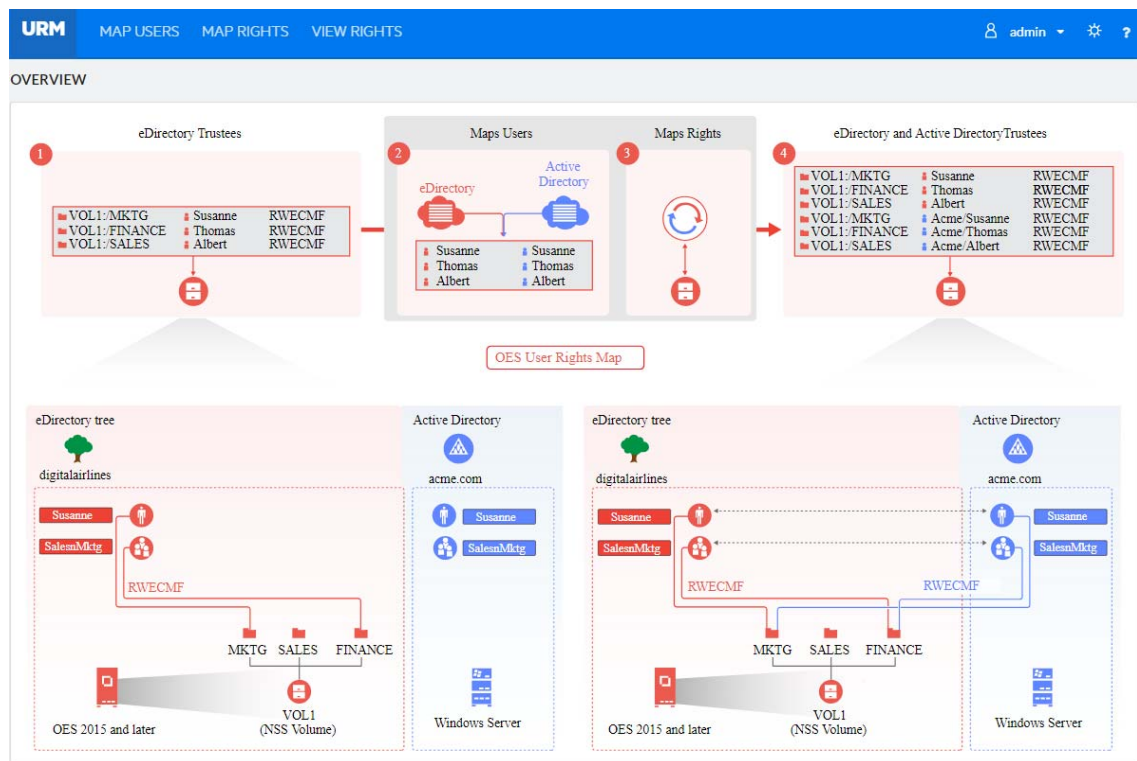 URM MAP USERS MAP RIGHTS VIEW RIGHTS admin ?
OVERVIEW
eDirectory Trustees
1
VOL1:/MKTG Susanne RWECMF
VOL1:/FINANCE Thomas RWECMF
VOL1:/SALES Albert RWECMF
Maps Users
2
eDirectory
Active
Directory
Susanne Susanne
Thomas Thomas
Albert Albert
Maps Rights
3
eDirectory and Active DirectoryTrustees
4
VOL1:/MKTG Susanne RWECMF
VOL1:/FINANCE Thomas RWECMF
VOL1:/SALES Albert RWECMF
VOL1:/MKTG Acme/Susanne RWECMF
VOL1:/FINANCE Acme/Thomas RWECMF
VOL1:/SALES Acme/Albert RWECMF
OES User Rights Map
eDirectory tree
digitalairlines
Susanne
SalesnMktg
RWECMF
MKTG SALES FINANCE
VOL1
(NSS Volume)
OES 2015 and later
Active Directory
acme.com
Susanne
SalesnMktg
Windows Server
eDirectory tree
digitalairlines
Susanne
SalesnMktg
RWECMF
RWECMF
MKTG SALES FINANCE
VOL1
(NSS Volume)
OES 2015 and later
Active Directory
acme.com
Susanne
SalesnMktg
Windows Server